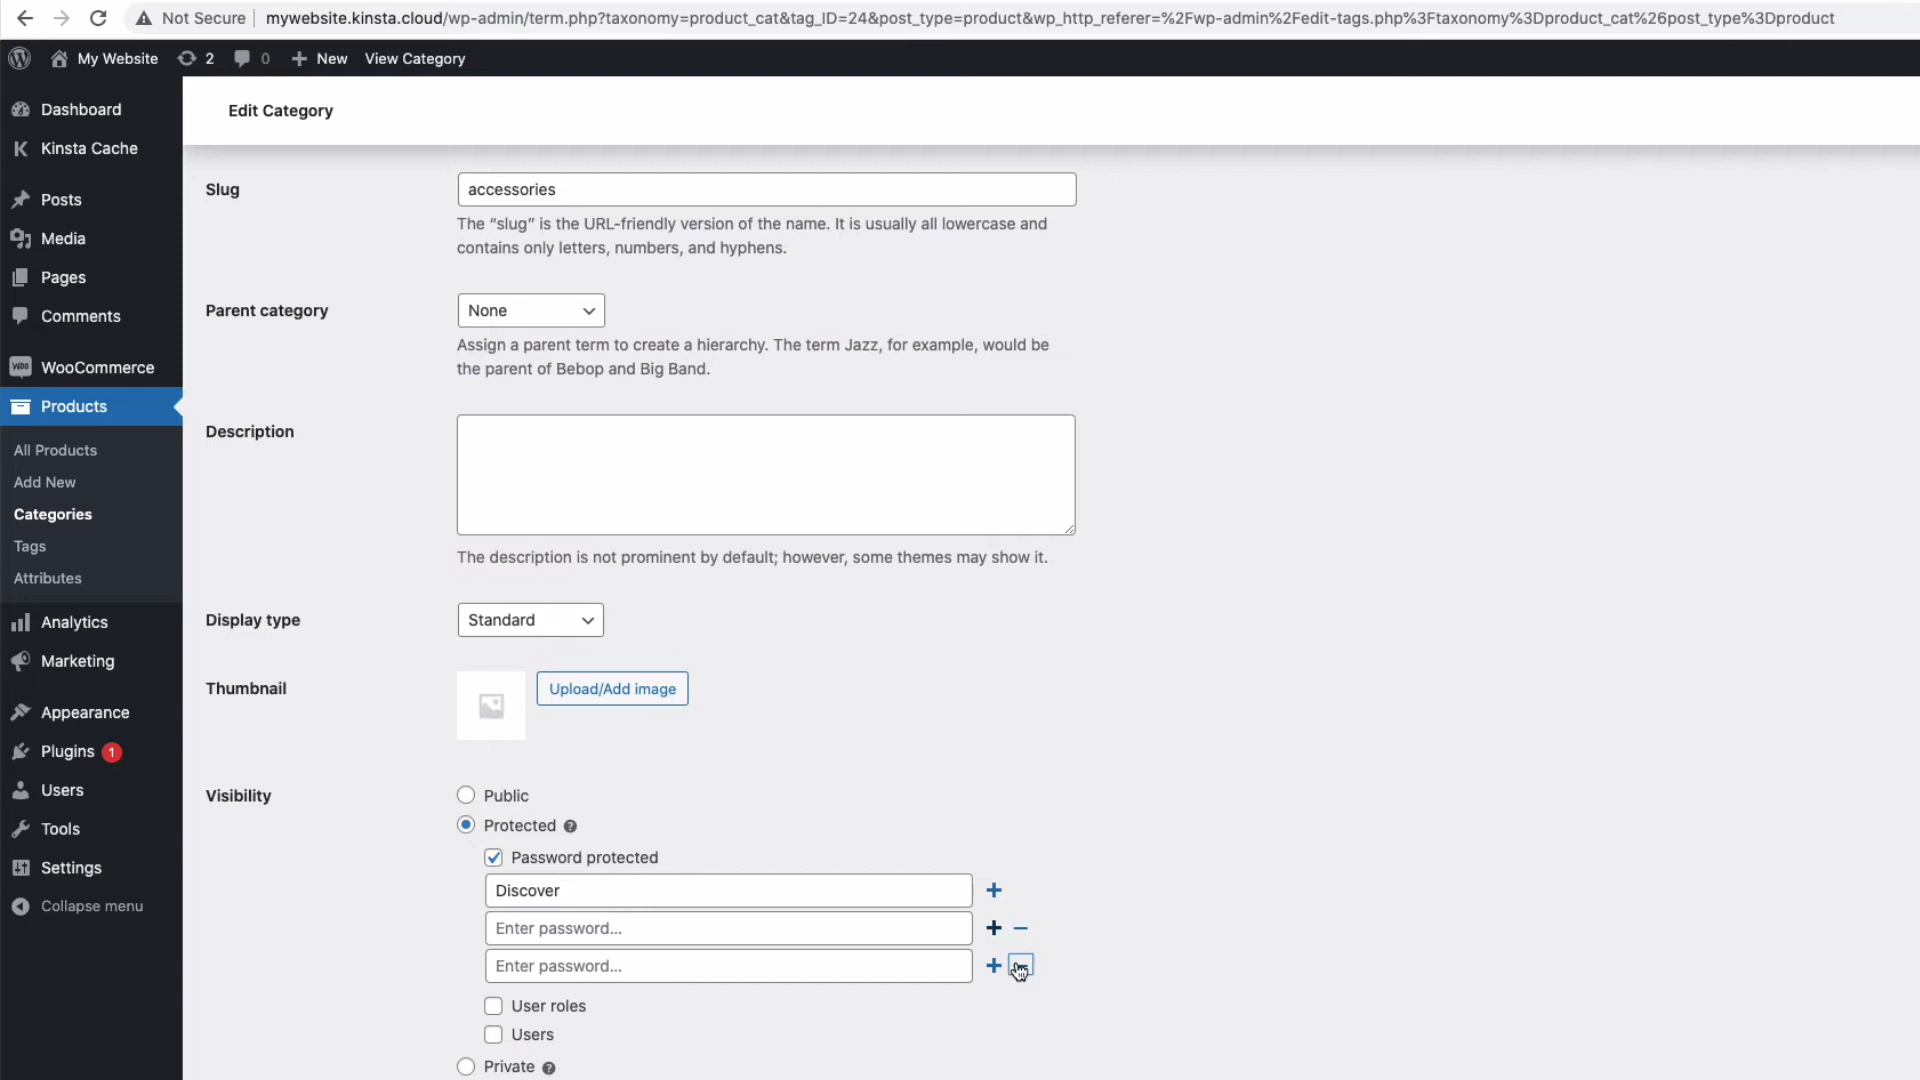 Not Secure mywebsite.kinsta.cloud/wp-admin/term.php?taxonomy=product_cat&tag_ID=24&post_type=product&wp_http_referer=%2Fwp-admin%2Fedit-tags.php%3Ftaxonomy%3Dproduct_cat%26post_type%3Dproduct
My Website 2 0 New View Category
Dashboard
Kinsta Cache
Posts
Media
Pages
Comments
WooCommerce
Products
All Products
Add New
Categories
Tags
Attributes
Analytics
Marketing
Appearance
Plugins 1
Users
Tools
Settings
Collapse menu
Edit Category
Slug
accessories
The “slug” is the URL-friendly version of the name. It is usually all lowercase and
contains only letters, numbers, and hyphens.
Parent category
None
Assign a parent term to create a hierarchy. The term Jazz, for example, would be
the parent of Bebop and Big Band.
Description
The description is not prominent by default; however, some themes may show it.
Display type
Standard
Thumbnail
Upload/Add image
Visibility
Public
Protected ?
Password protected
Discover +
Enter password... + −
Enter password... +
User roles
Users
Private ?